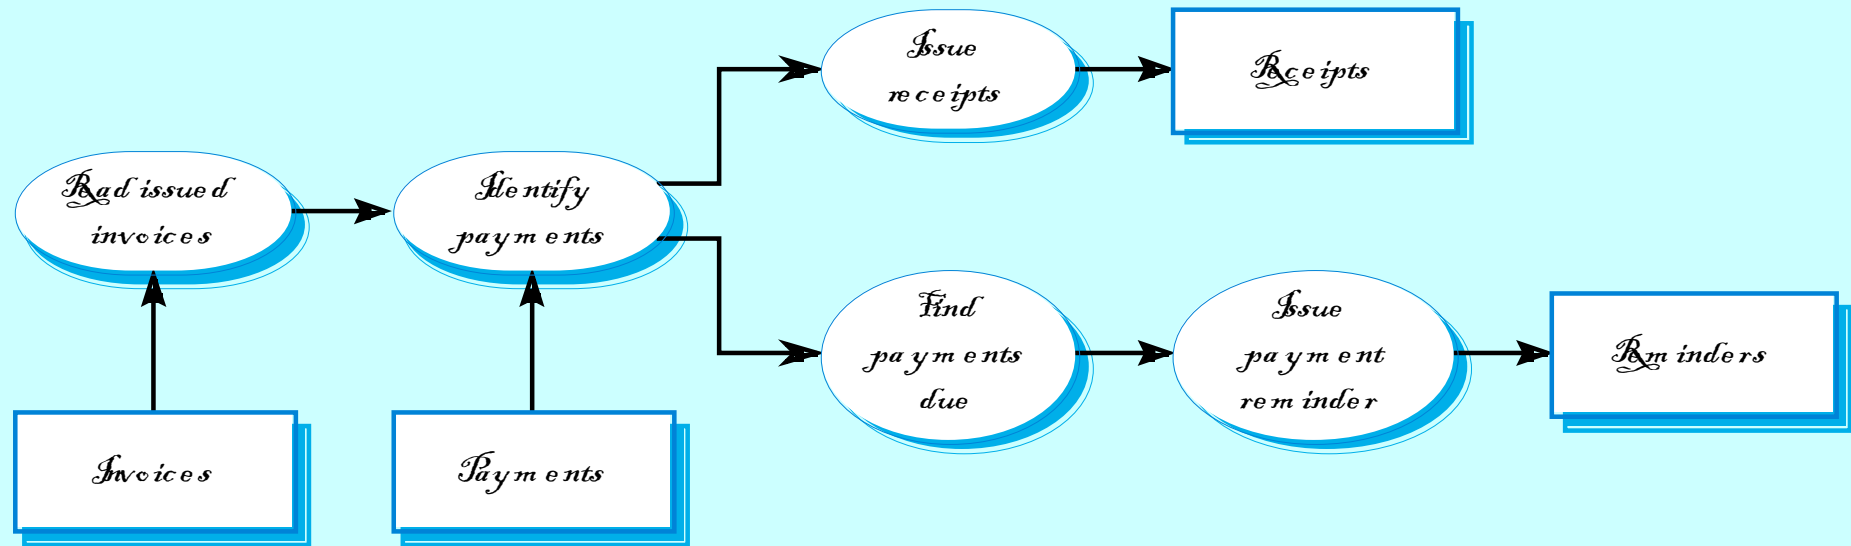 Issue
receipts
Receipts
Read issued
invoices
Identify
payments
Find
payments
due
Issue
payment
reminder
Reminders
Invoices
Payments